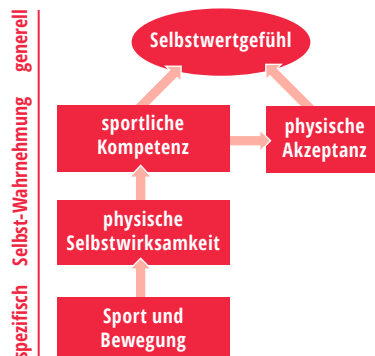 generell
Selbst-Wahrnehmung
spezifisch
Selbstwertgefühl
sportliche
Kompetenz
physische
Akzeptanz
physische
Selbstwirksamkeit
Sport und
Bewegung